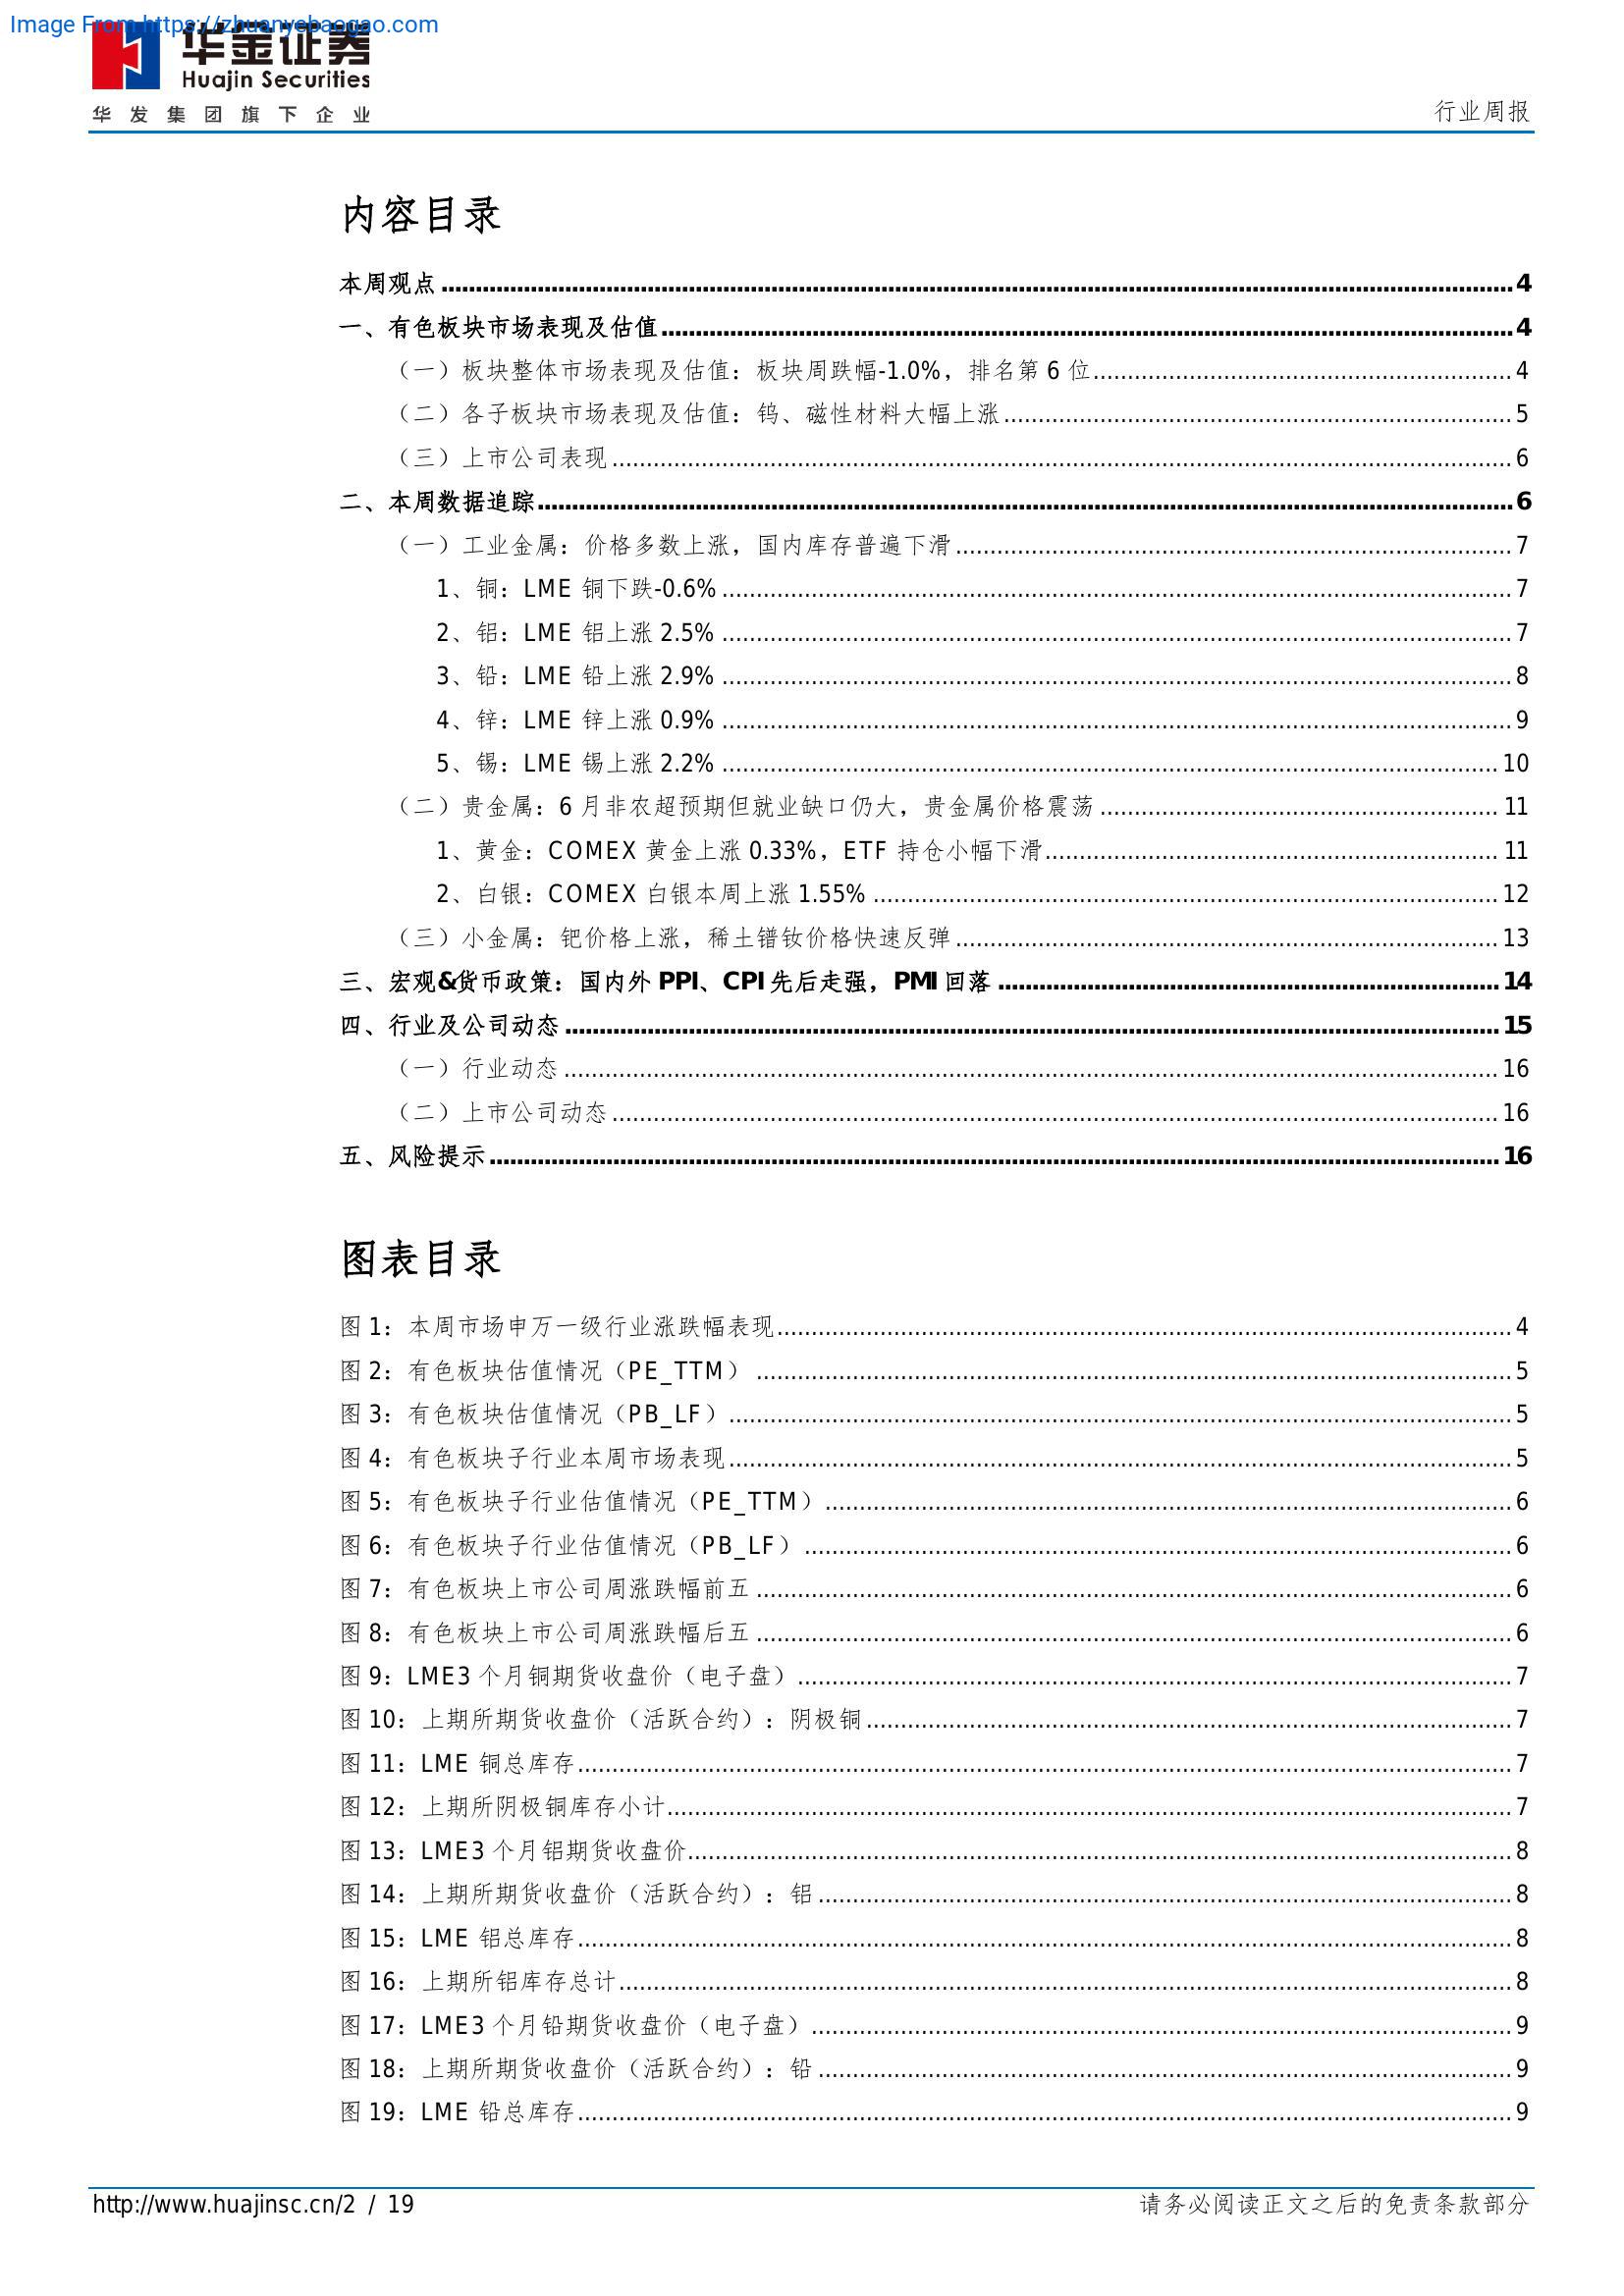 Image From https://zhuanyebaogao.com
华金证券
Huajin Securities
华发集团旗下企业
行业周报
内容目录
本周观点 4
一、有色板块市场表现及估值 4
（一）板块整体市场表现及估值：板块周跌幅-1.0%，排名第 6 位 4
（二）各子板块市场表现及估值：钨、磁性材料大幅上涨 5
（三）上市公司表现 6
二、本周数据追踪 6
（一）工业金属：价格多数上涨，国内库存普遍下滑 7
1、铜：LME 铜下跌-0.6% 7
2、铝：LME 铝上涨 2.5% 7
3、铅：LME 铅上涨 2.9% 8
4、锌：LME 锌上涨 0.9% 9
5、锡：LME 锡上涨 2.2% 10
（二）贵金属：6 月非农超预期但就业缺口仍大，贵金属价格震荡 11
1、黄金：COMEX 黄金上涨 0.33%，ETF 持仓小幅下滑 11
2、白银：COMEX 白银本周上涨 1.55% 12
（三）小金属：钯价格上涨，稀土镨钕价格快速反弹 13
三、宏观&货币政策：国内外 PPI、CPI 先后走强，PMI 回落 14
四、行业及公司动态 15
（一）行业动态 16
（二）上市公司动态 16
五、风险提示 16
图表目录
图 1：本周市场申万一级行业涨跌幅表现 4
图 2：有色板块估值情况（PE_TTM） 5
图 3：有色板块估值情况（PB_LF） 5
图 4：有色板块子行业本周市场表现 5
图 5：有色板块子行业估值情况（PE_TTM） 6
图 6：有色板块子行业估值情况（PB_LF） 6
图 7：有色板块上市公司周涨跌幅前五 6
图 8：有色板块上市公司周涨跌幅后五 6
图 9：LME3 个月铜期货收盘价（电子盘） 7
图 10：上期所期货收盘价（活跃合约）：阴极铜 7
图 11：LME 铜总库存 7
图 12：上期所阴极铜库存小计 7
图 13：LME3 个月铝期货收盘价 8
图 14：上期所期货收盘价（活跃合约）：铝 8
图 15：LME 铝总库存 8
图 16：上期所铝库存总计 8
图 17：LME3 个月铅期货收盘价（电子盘） 9
图 18：上期所期货收盘价（活跃合约）：铅 9
图 19：LME 铅总库存 9
http://www.huajinsc.cn/2 / 19
请务必阅读正文之后的免责条款部分